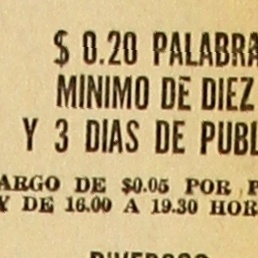 $ 0.20 PALABRA
MINIMO DE DIEZ
Y 3 DIAS DE PUBL
ARGO DE $0.05 POR P
Y DE 16.00 A 19.30 HOR